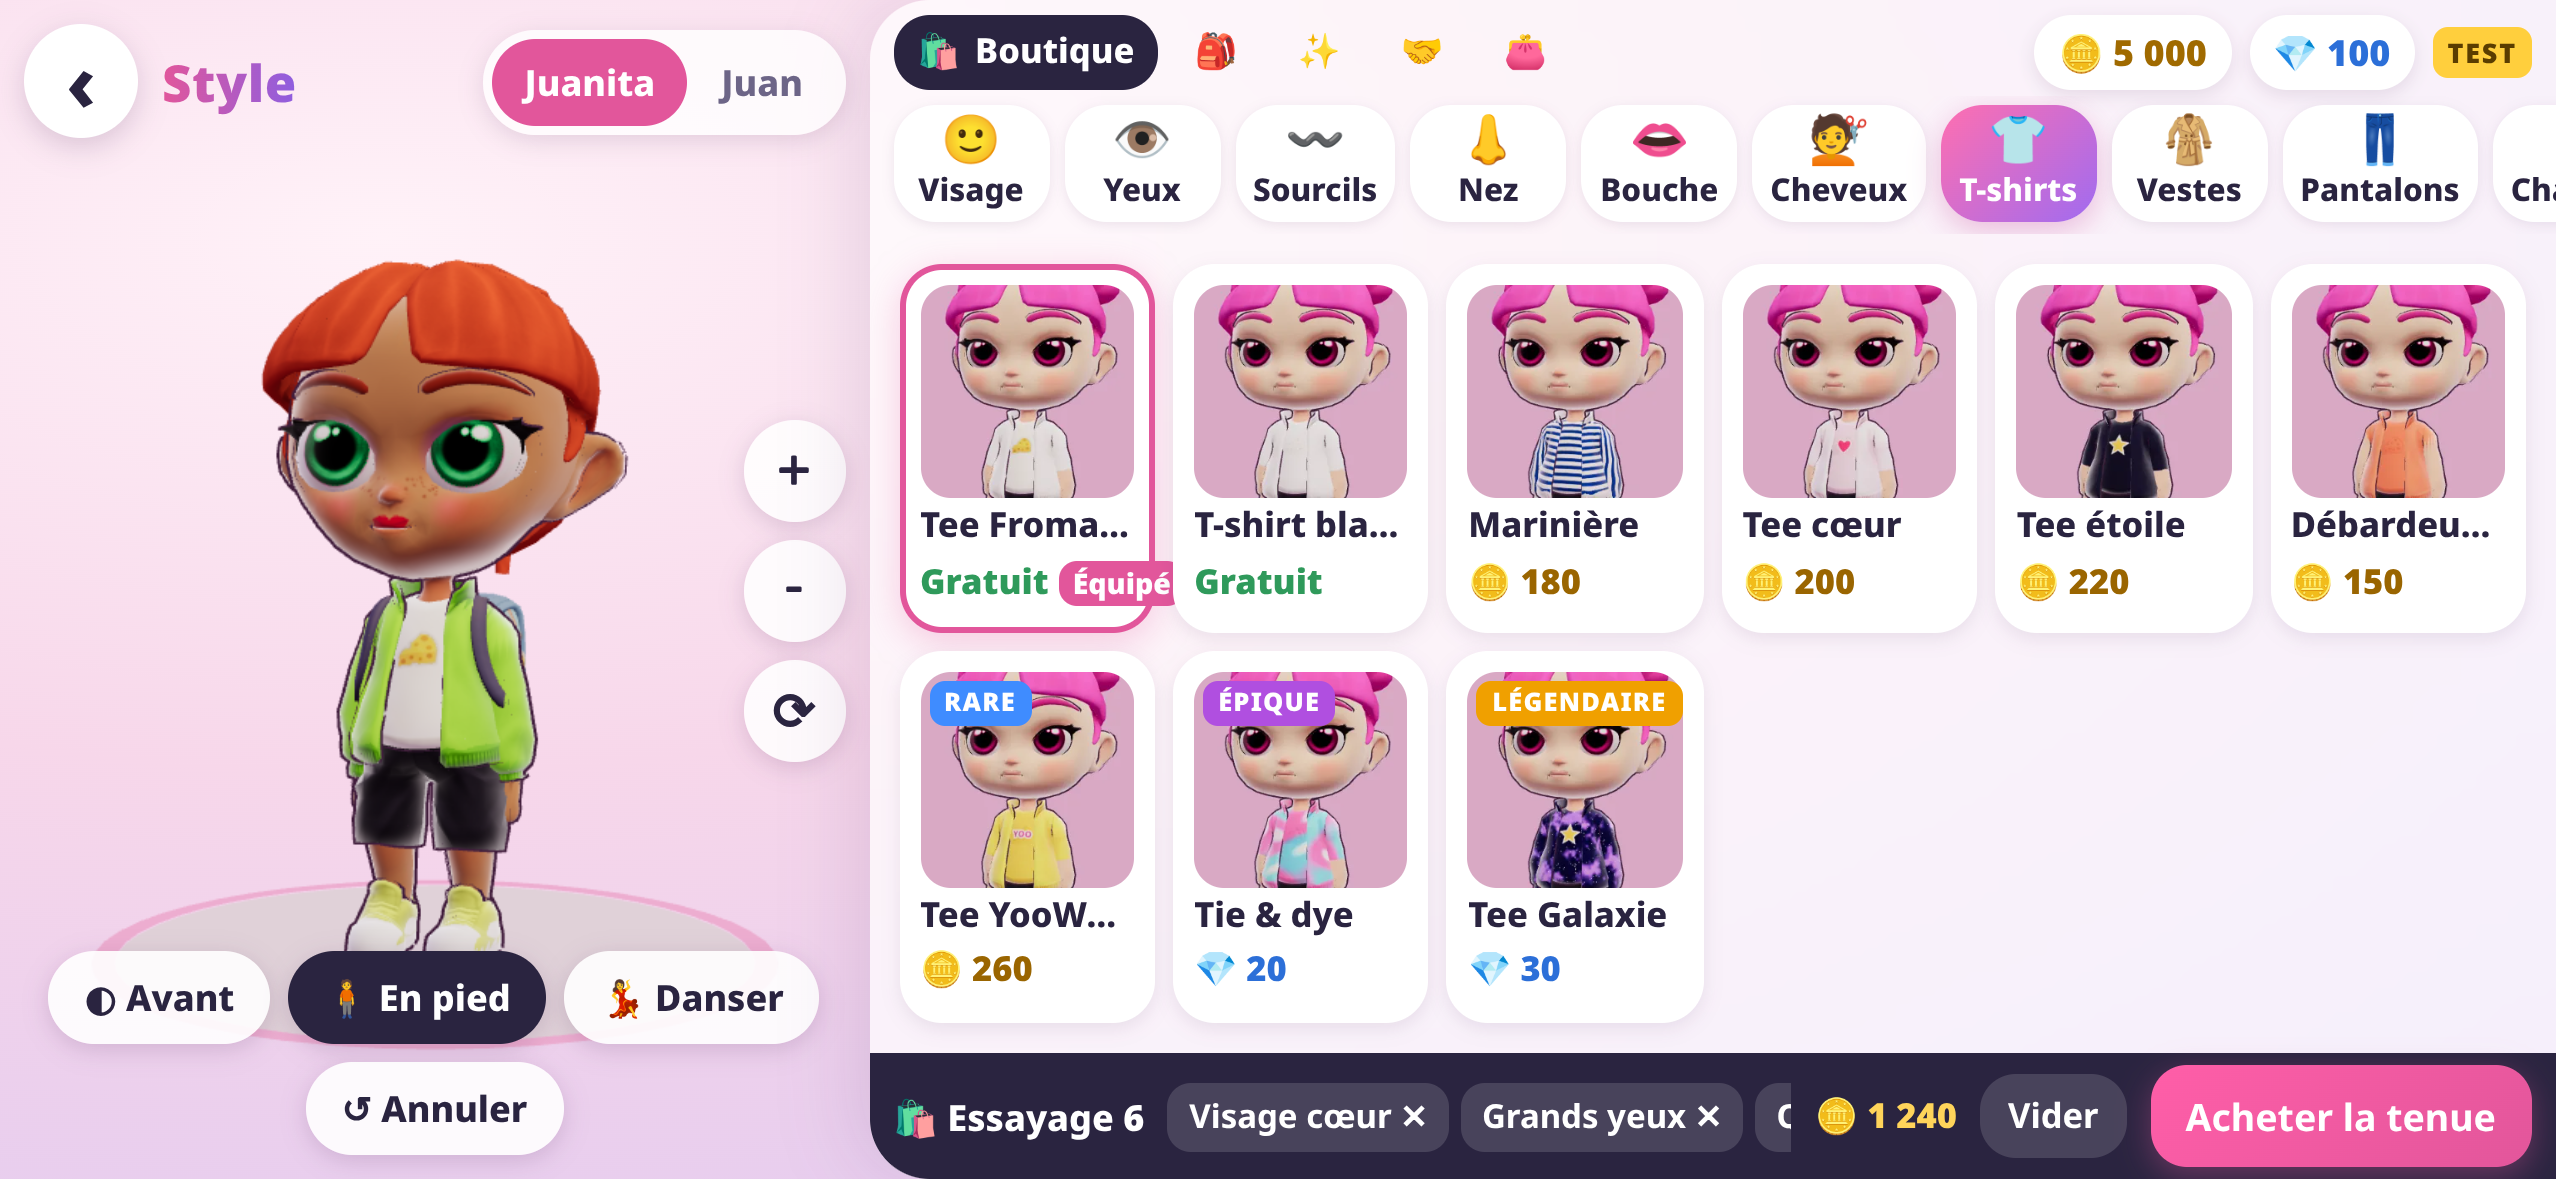 Style
Juanita
Juan
Boutique
5 000
100
TEST
Visage
Yeux
Sourcils
Nez
Bouche
Cheveux
T-shirts
Vestes
Pantalons
Cha
Tee Froma...
Gratuit
Équipé
T-shirt bla...
Gratuit
Marinière
180
Tee cœur
200
Tee étoile
220
Débardeu...
150
RARE
YOO
Tee YooW...
260
ÉPIQUE
Tie & dye
20
LÉGENDAIRE
Tee Galaxie
30
+
-
Avant
En pied
Danser
Annuler
Essayage 6
Visage cœur ✕
Grands yeux ✕
1 240
Vider
Acheter la tenue